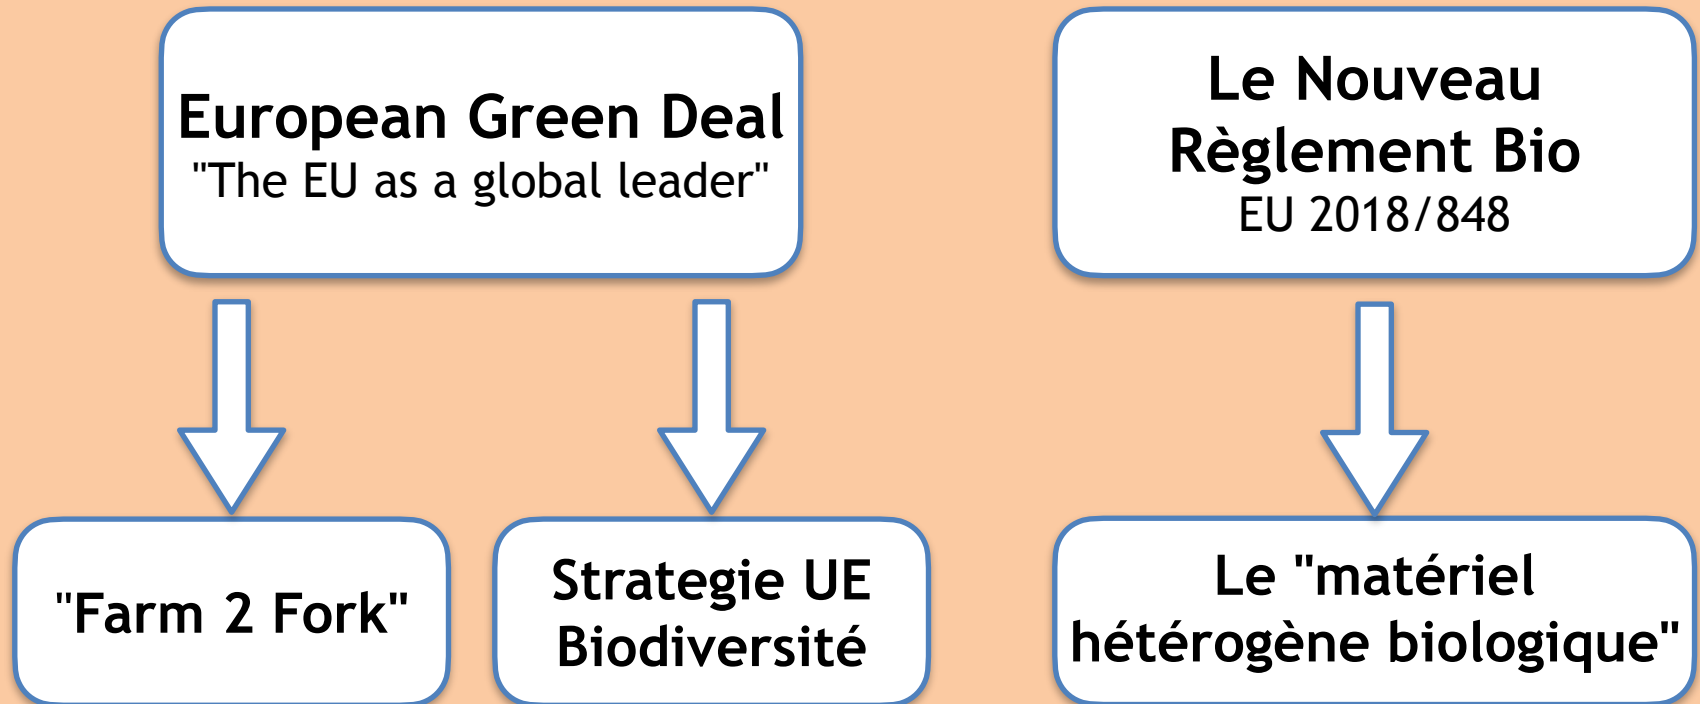 European Green Deal
"The EU as a global leader"
Le Nouveau
Règlement Bio
EU 2018/848
"Farm 2 Fork"
Strategie UE
Biodiversité
Le "matériel
hétérogène biologique"